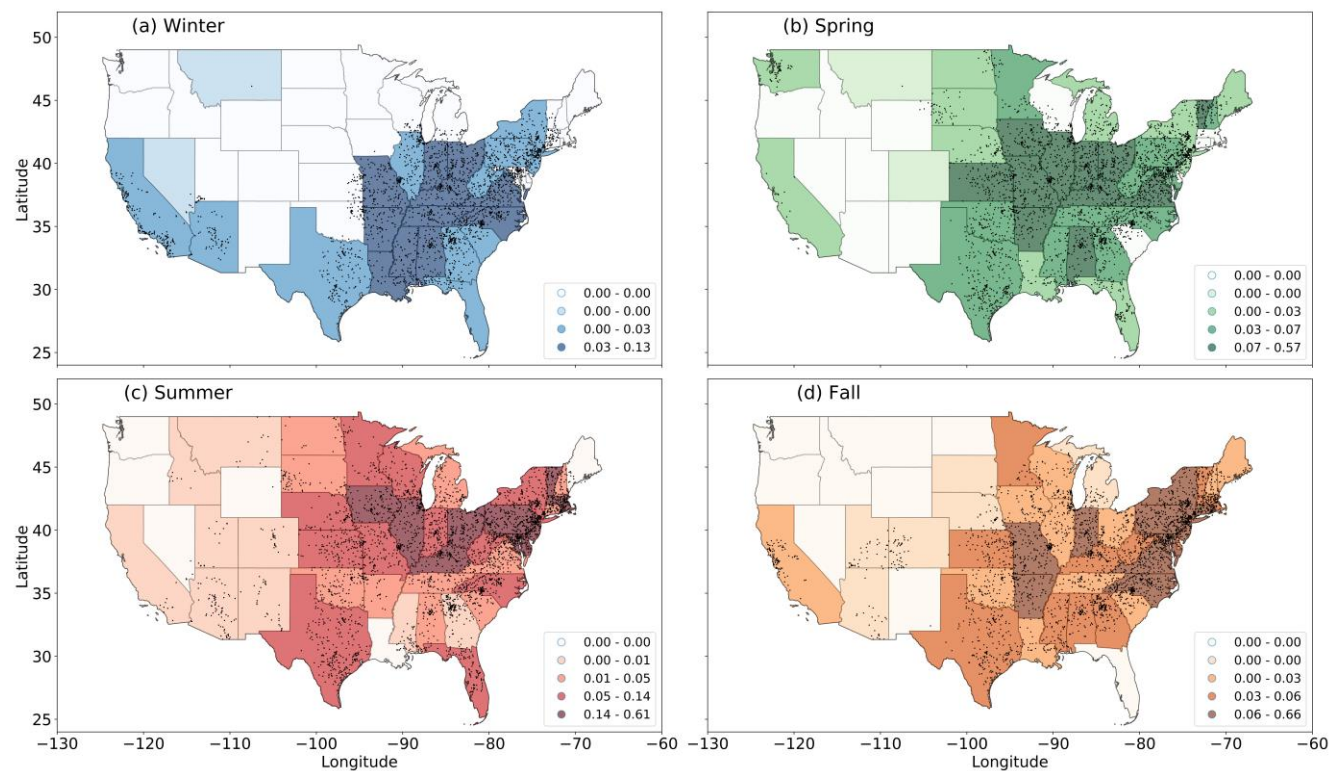 (a) Winter
(b) Spring
50
45
40
35
30
25
Latitude
0.00 - 0.00
0.00 - 0.00
0.00 - 0.03
0.03 - 0.13
0.00 - 0.00
0.00 - 0.00
0.00 - 0.03
0.03 - 0.07
0.07 - 0.57
(c) Summer
(d) Fall
50
45
40
35
30
25
Latitude
0.00 - 0.00
0.00 - 0.01
0.01 - 0.05
0.05 - 0.14
0.14 - 0.61
0.00 - 0.00
0.00 - 0.00
0.00 - 0.03
0.03 - 0.06
0.06 - 0.66
−130 −120 −110 −100 −90 −80 −70 −60
−130 −120 −110 −100 −90 −80 −70 −60
Longitude
Longitude